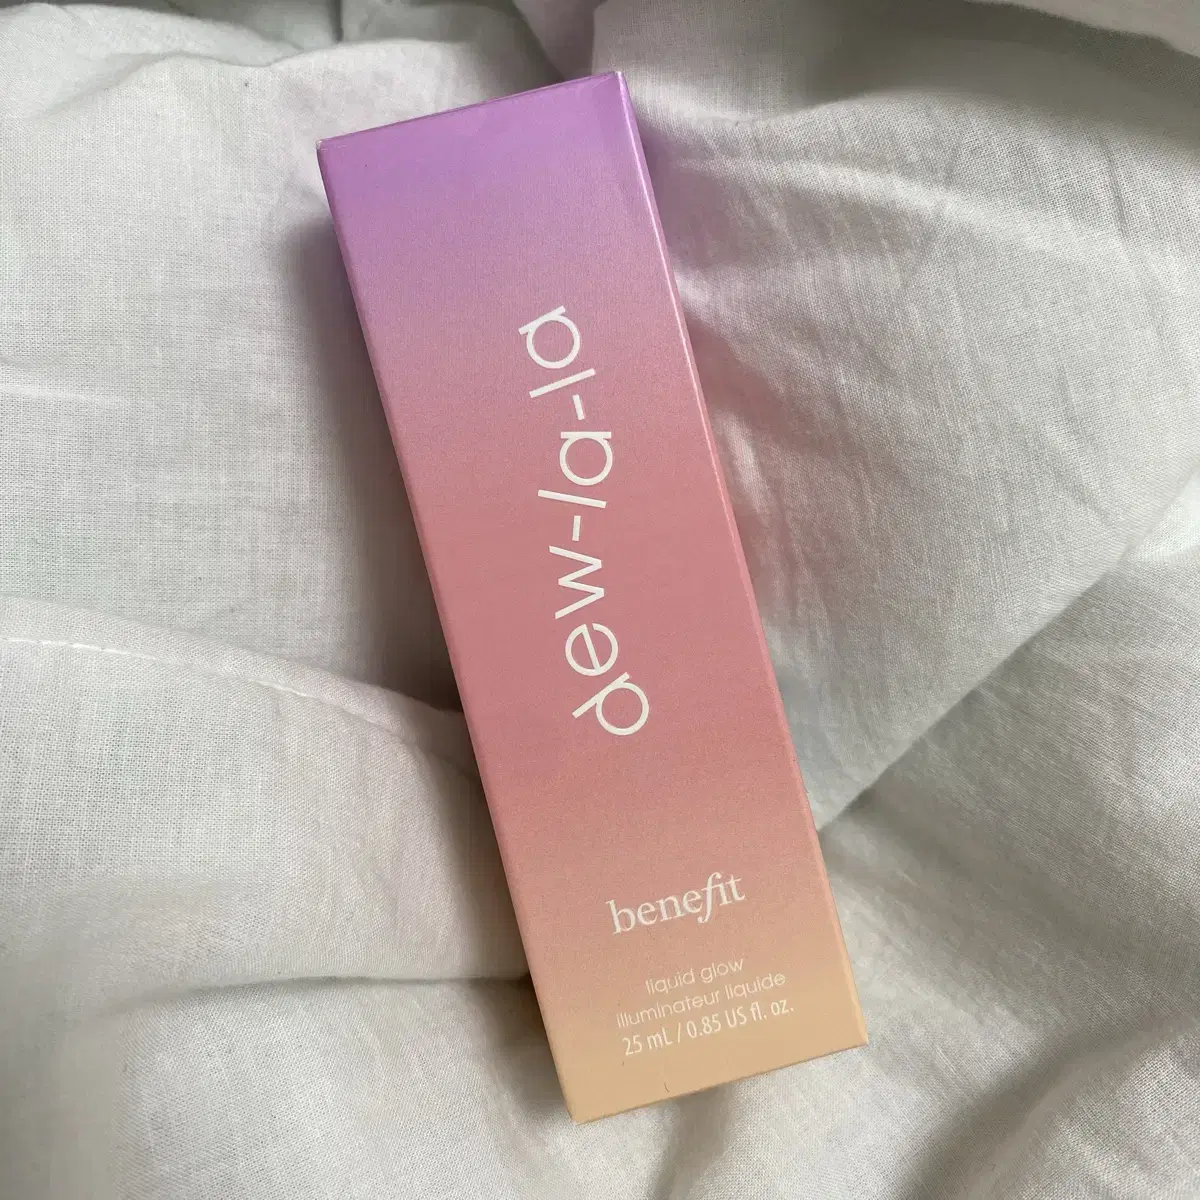 dew-la-la
benefit
liquid glow
illuminateur liquide
25 mL / 0.85 US fl. oz.